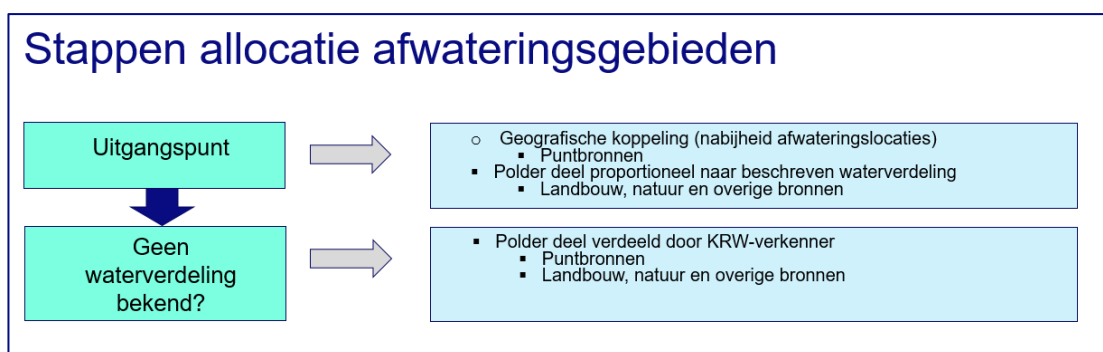 Stappen allocatie afwateringsgebieden
Uitgangspunt
○ Geografische koppeling (nabijheid afwateringslocaties)
▪ Puntbronnen
▪ Polder deel proportioneel naar beschreven waterverdeling
▪ Landbouw, natuur en overige bronnen
Geen
waterverdeling
bekend?
▪ Polder deel verdeeld door KRW-verkenner
▪ Puntbronnen
▪ Landbouw, natuur en overige bronnen